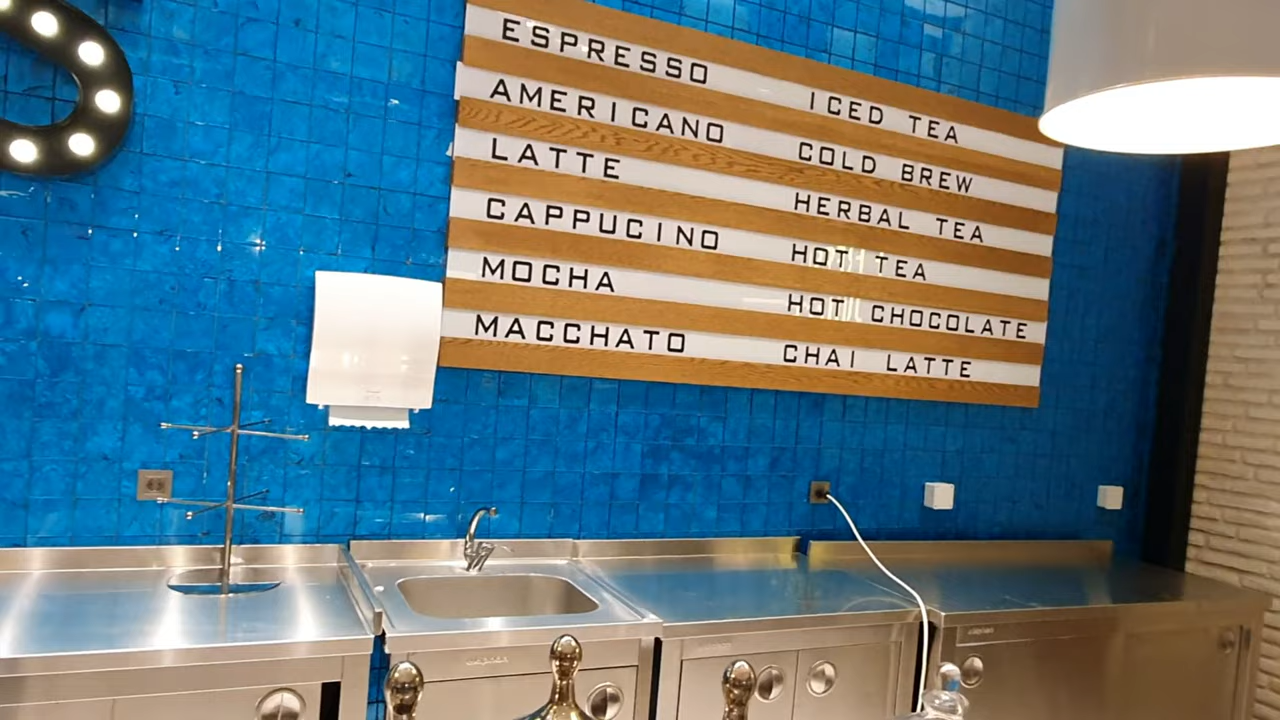 ESPRESSO
AMERICANO
LATTE
CAPPUCINO
MOCHA
MACCHATO
ICED TEA
COLD BREW
HERBAL TEA
HOT TEA
HOT CHOCOLATE
CHAI LATTE